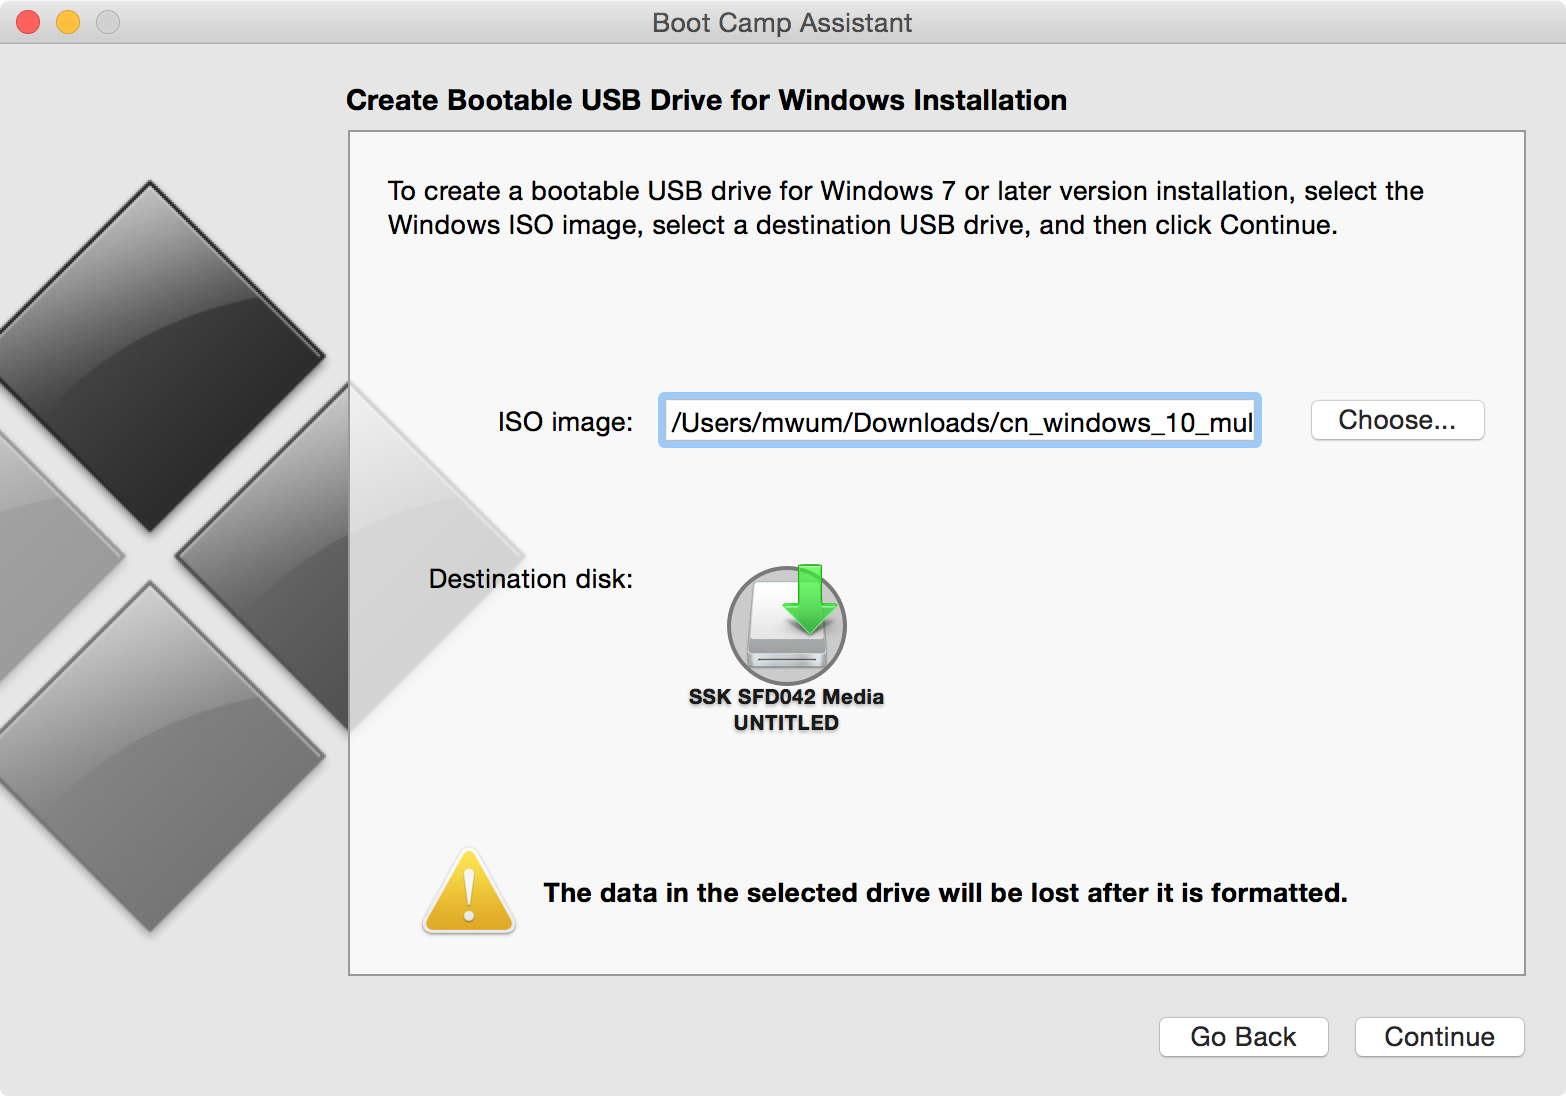 Boot Camp Assistant
Create Bootable USB Drive for Windows Installation
To create a bootable USB drive for Windows 7 or later version installation, select the
Windows ISO image, select a destination USB drive, and then click Continue.
ISO image: /Users/mwum/Downloads/cn_windows_10_mul Choose...
Destination disk:
SSK SFD042 Media
UNTITLED
The data in the selected drive will be lost after it is formatted.
Go Back Continue